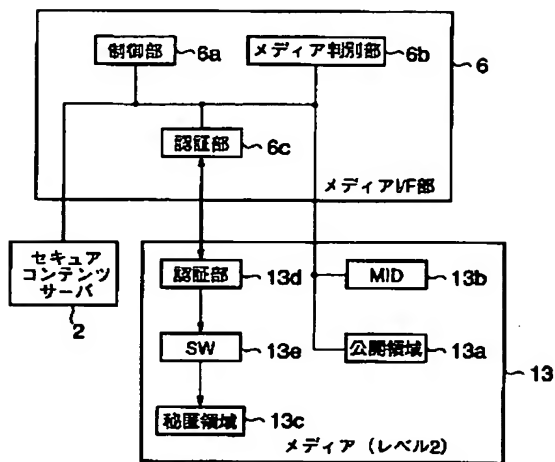 制御部
6a
メディア判別部
6b
6
認証部
6c
メディアI/F部
セキュア
コンテンツ
サーバ
2
認証部
13d
MID
13b
SW
13e
公開領域
13a
13
秘匿領域
13c
メディア(レベル2)